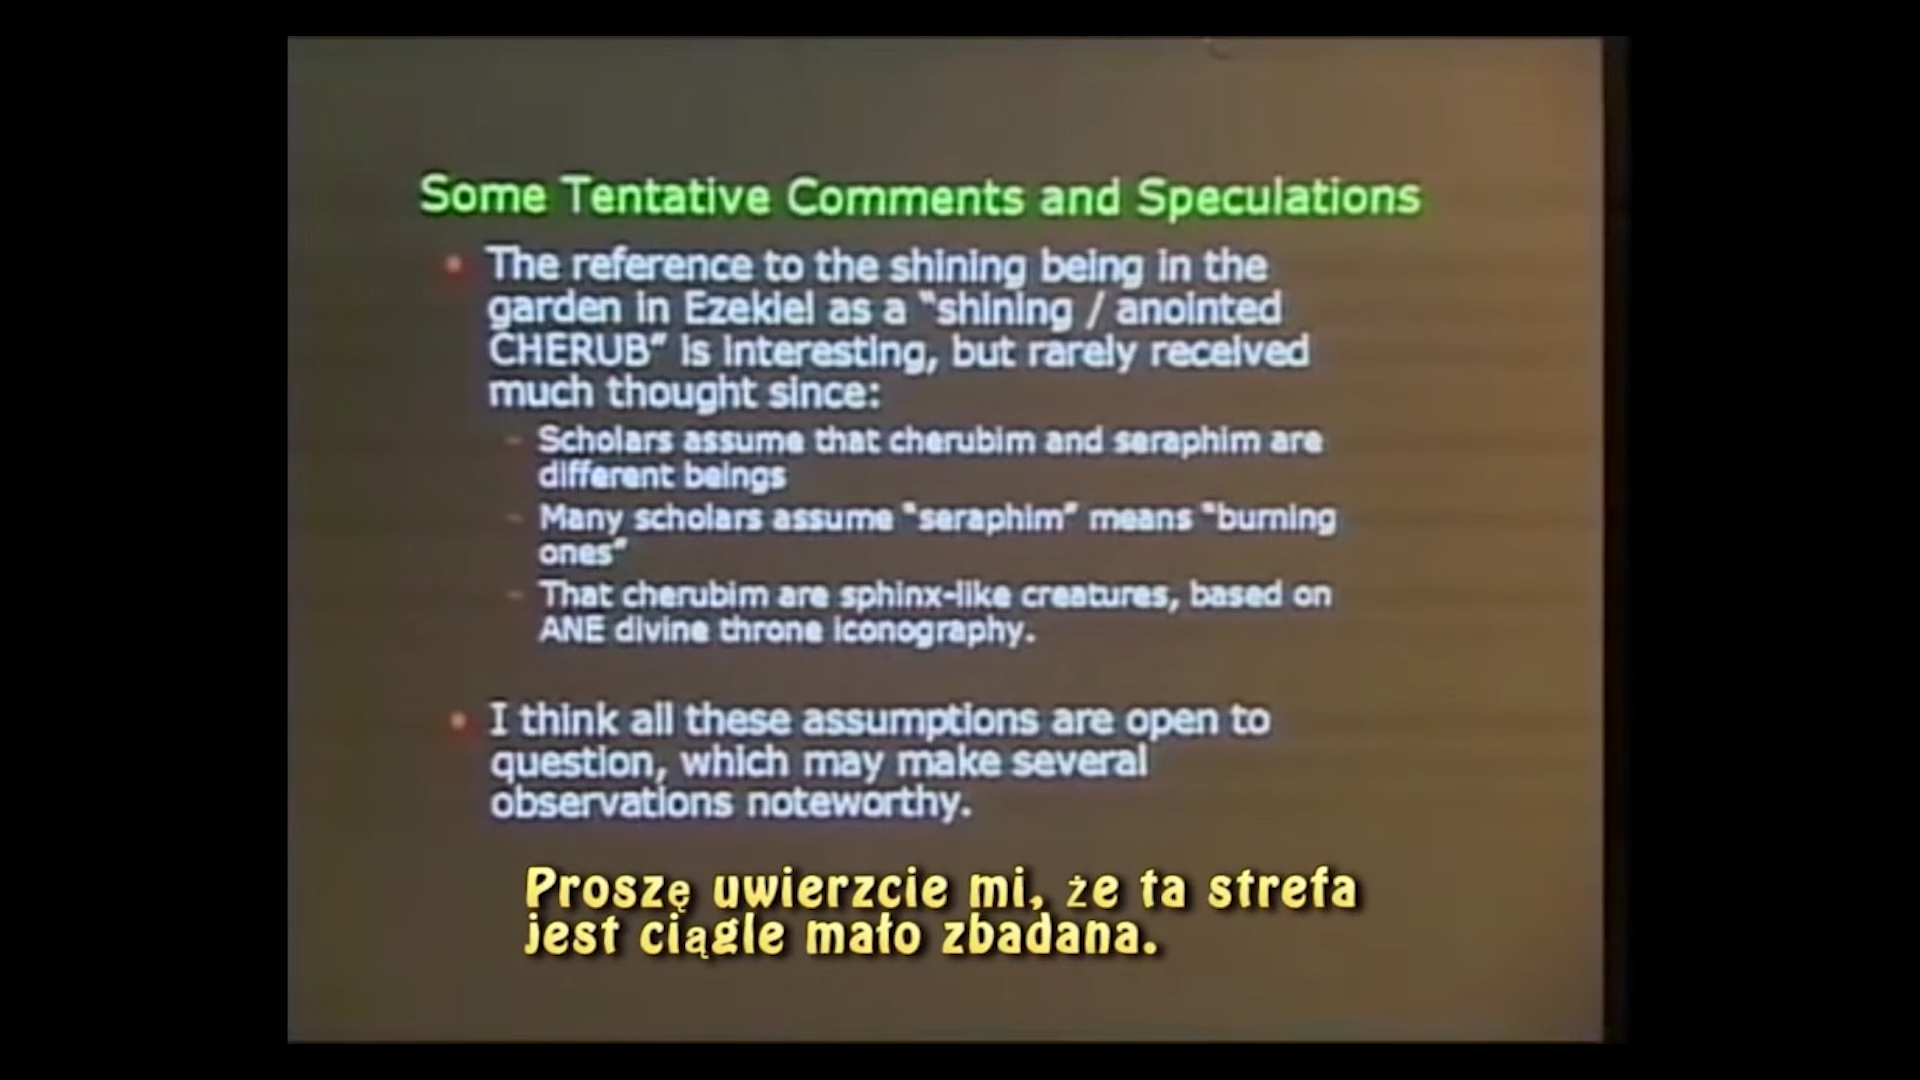 Some Tentative Comments and Speculations
• The reference to the shining being in the
garden in Ezekiel as a "shining / anointed
CHERUB" is interesting, but rarely received
much thought since:
– Scholars assume that cherubim and seraphim are
different beings
– Many scholars assume "seraphim" means "burning
ones"
– That cherubim are sphinx-like creatures, based on
ANE divine throne iconography.
• I think all these assumptions are open to
question, which may make several
observations noteworthy.
Proszę uwierzcie mi, że ta strefa
jest ciągle mało zbadana.